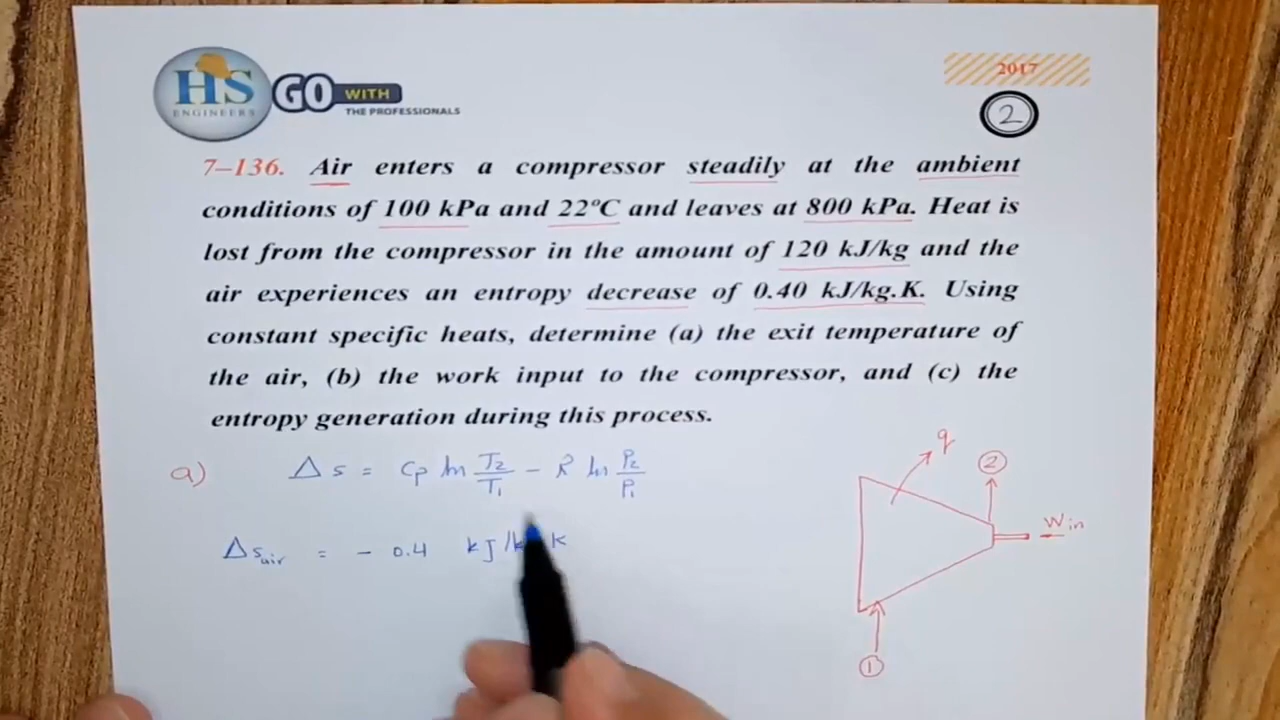 HS
ENGINEERS
GO WITH
THE PROFESSIONALS
2017
2
7–136. Air enters a compressor steadily at the ambient
conditions of 100 kPa and 22°C and leaves at 800 kPa. Heat is
lost from the compressor in the amount of 120 kJ/kg and the
air experiences an entropy decrease of 0.40 kJ/kg.K. Using
constant specific heats, determine (a) the exit temperature of
the air, (b) the work input to the compressor, and (c) the
entropy generation during this process.
a) Δs = Cp ln T2/T1 – R ln P2/P1
Δs air = – 0.4 kJ/k K
q
2
Win
1